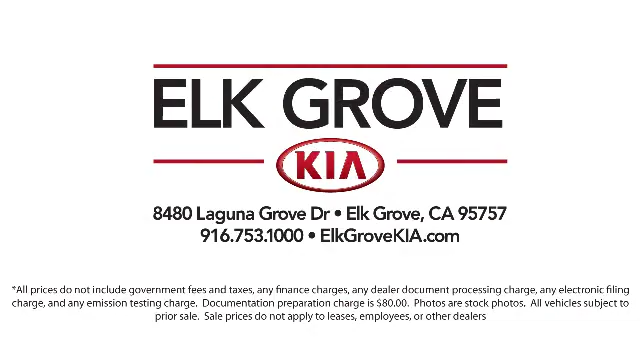 ELK GROVE
KIA
8480 Laguna Grove Dr • Elk Grove, CA 95757
916.753.1000 • ElkGroveKIA.com
*All prices do not include government fees and taxes, any finance charges, any dealer document processing charge, any electronic filing
charge, and any emission testing charge. Documentation preparation charge is $80.00. Photos are stock photos. All vehicles subject to
prior sale. Sale prices do not apply to leases, employees, or other dealers